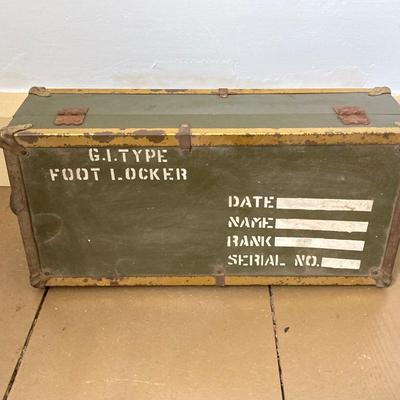 G.I. TYPE
FOOT LOCKER
DATE
NAME
RANK
SERIAL NO.